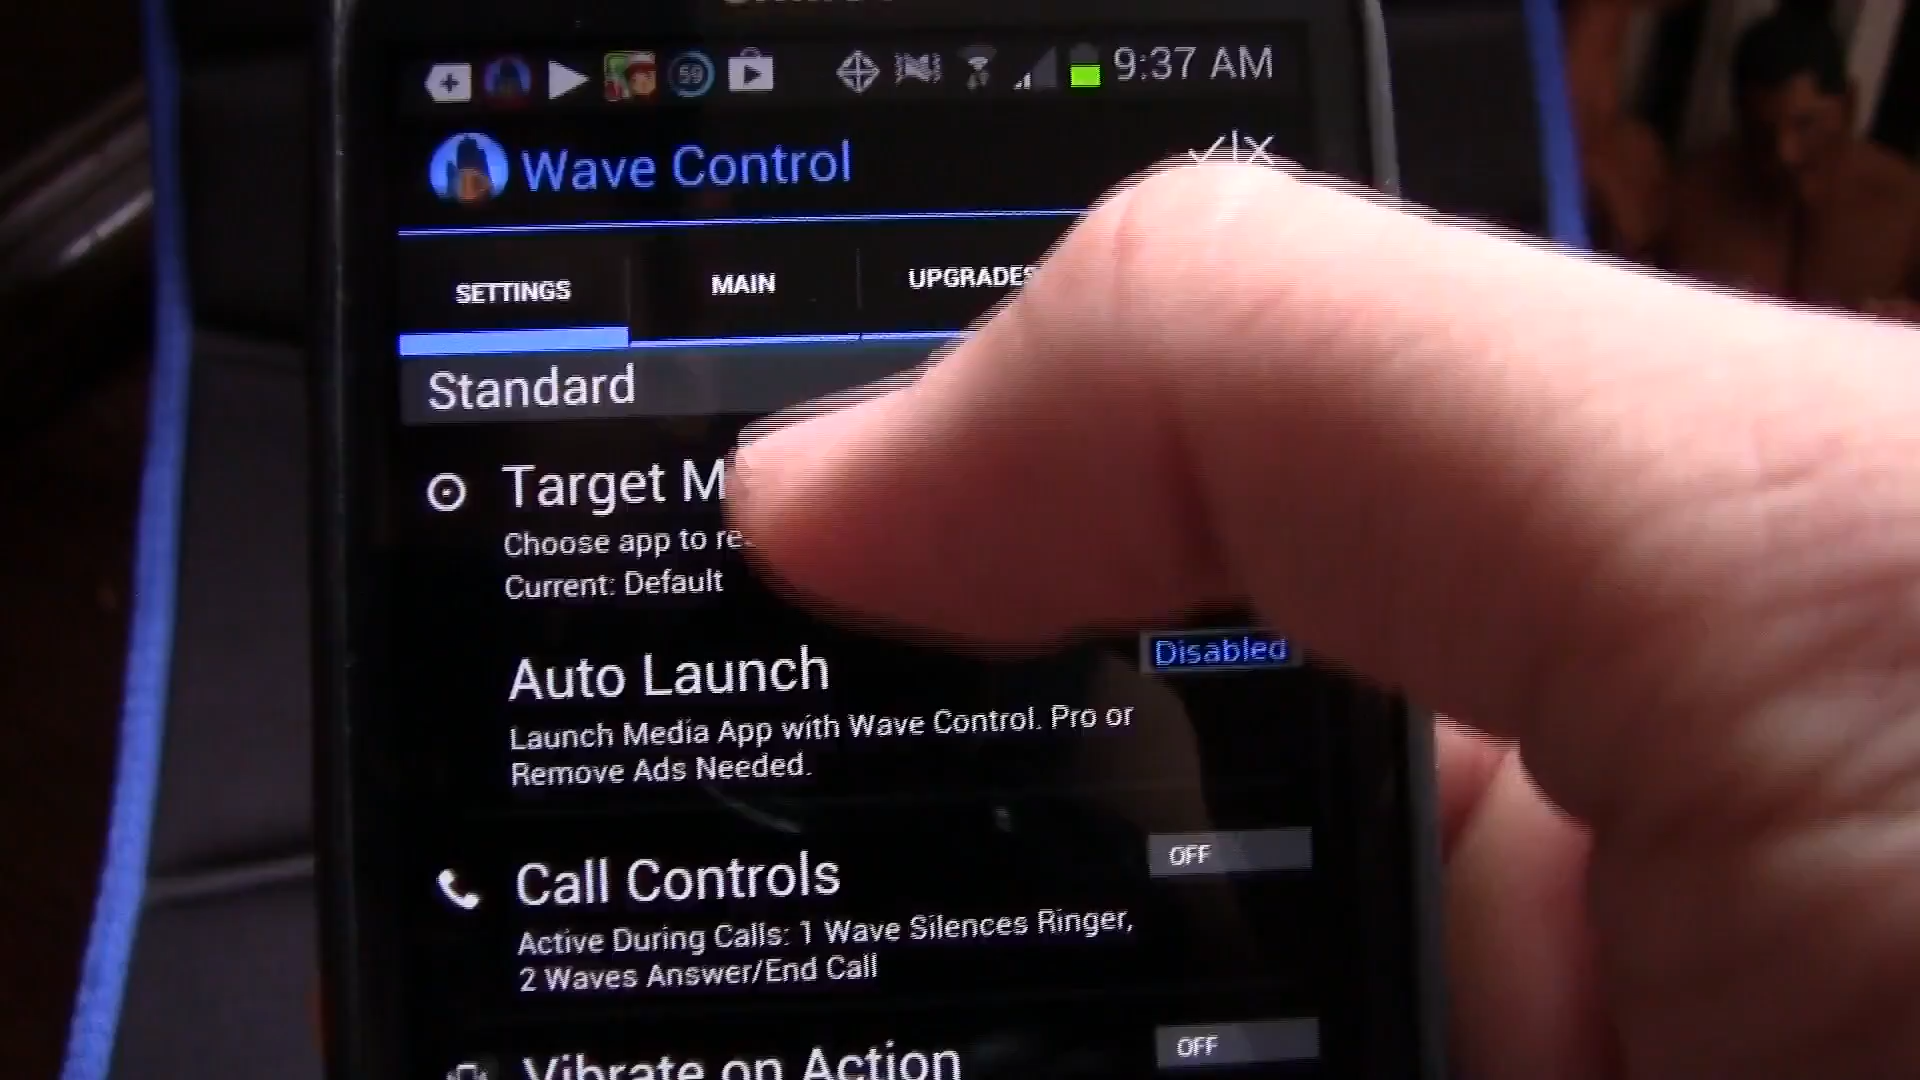 59 9:37 AM
Wave Control
SETTINGS MAIN UPGRADES
Standard
Target M
Choose app to re
Current: Default
Auto Launch Disabled
Launch Media App with Wave Control. Pro or
Remove Ads Needed.
Call Controls OFF
Active During Calls: 1 Wave Silences Ringer,
2 Waves Answer/End Call
Vibrate on Action OFF